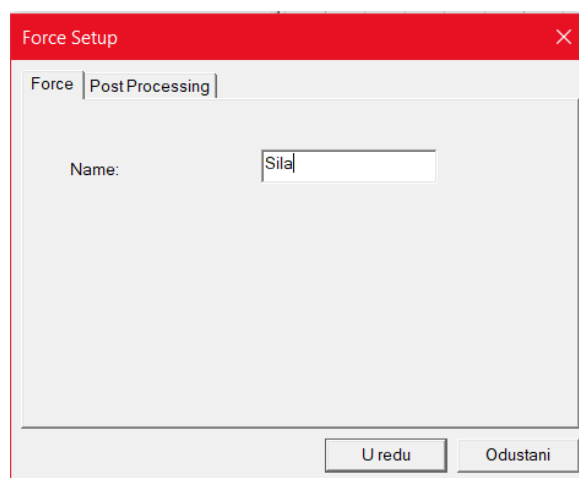 Force Setup
Force Post Processing
Name: Sila
U redu Odustani